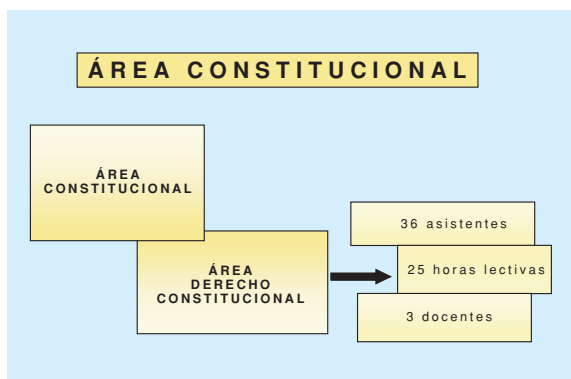 ÁREA CONSTITUCIONAL
ÁREA
CONSTITUCIONAL
ÁREA
DERECHO
CONSTITUCIONAL
36 asistentes
25 horas lectivas
3 docentes